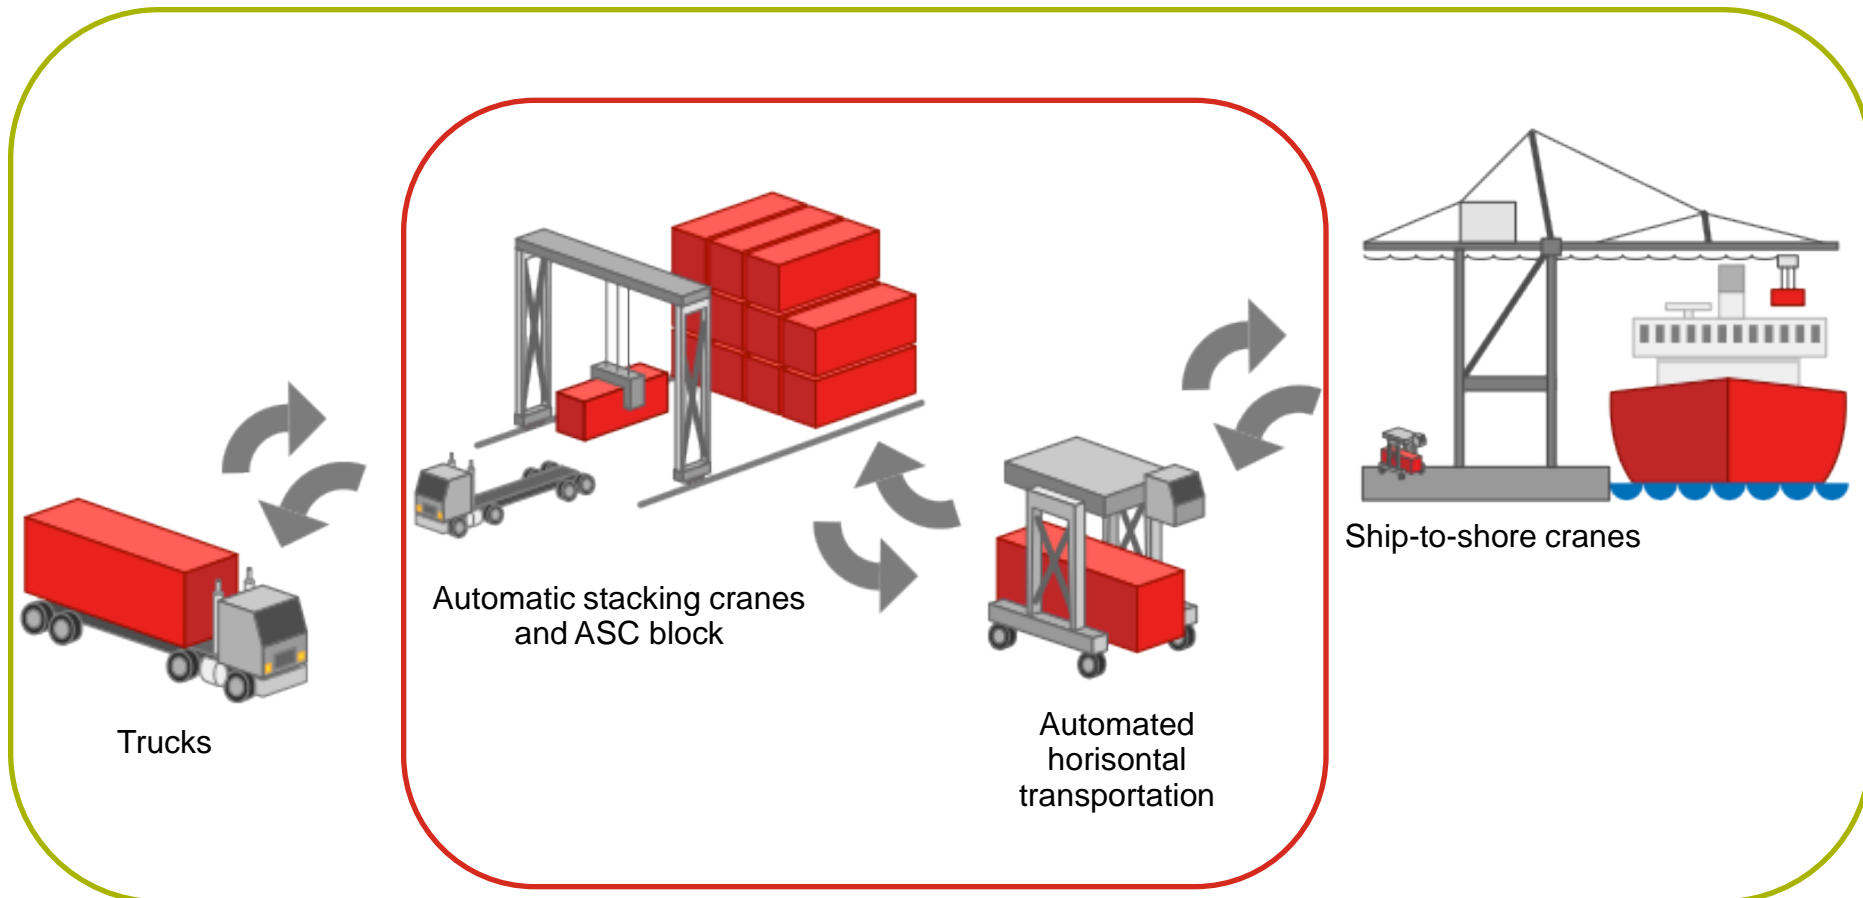 Trucks
Automatic stacking cranes
and ASC block
Automated
horisontal
transportation
Ship-to-shore cranes